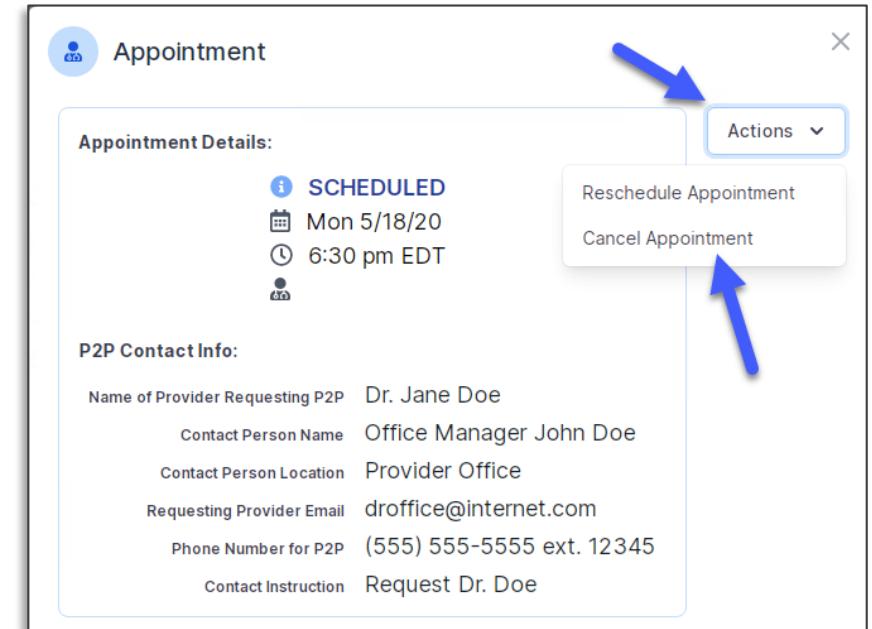 Appointment
Actions
Appointment Details:
SCHEDULED
Reschedule Appointment
Mon 5/18/20
Cancel Appointment
6:30 pm EDT
P2P Contact Info:
Name of Provider Requesting P2P Dr. Jane Doe
Contact Person Name Office Manager John Doe
Contact Person Location Provider Office
Requesting Provider Email droffice@internet.com
Phone Number for P2P (555) 555-5555 ext. 12345
Contact Instruction Request Dr. Doe